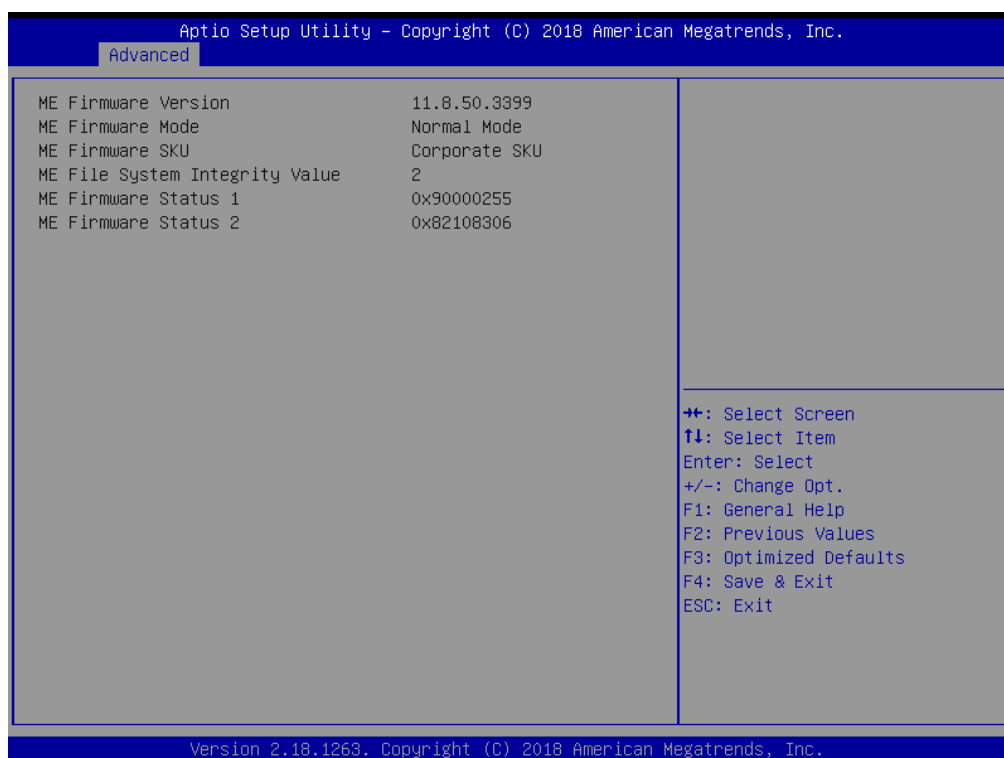 Aptio Setup Utility – Copyright (C) 2018 American Megatrends, Inc.
Advanced
ME Firmware Version 11.8.50.3399
ME Firmware Mode Normal Mode
ME Firmware SKU Corporate SKU
ME File System Integrity Value 2
ME Firmware Status 1 0x90000255
ME Firmware Status 2 0x82108306
→←: Select Screen
↑↓: Select Item
Enter: Select
+/-: Change Opt.
F1: General Help
F2: Previous Values
F3: Optimized Defaults
F4: Save & Exit
ESC: Exit
Version 2.18.1263. Copyright (C) 2018 American Megatrends, Inc.